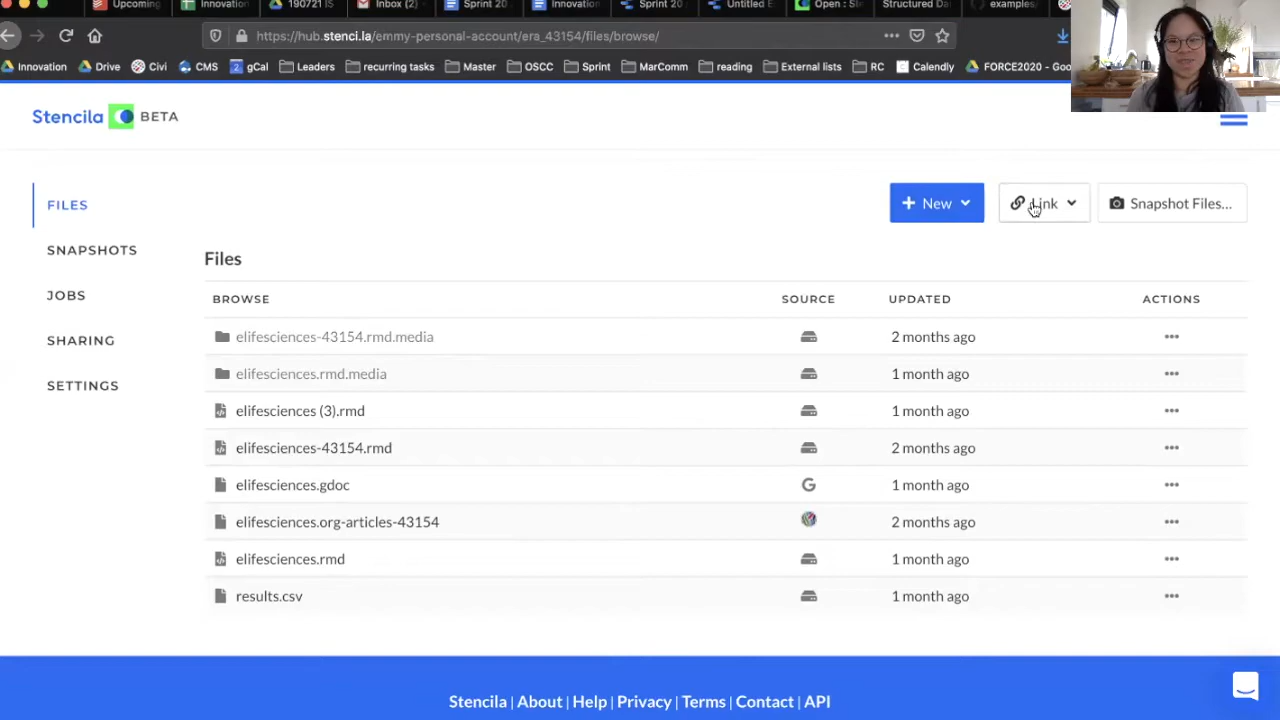 Upcoming Innovation 190721 IS Inbox (2) Sprint 20 Innovation Sprint 20 Untitled E Open : Ste Structured Da examples/
https://hub.stenci.la/emmy-personal-account/era_43154/files/browse/
Innovation Drive Civi CMS gCal Leaders recurring tasks Master OSCC Sprint MarComm reading External lists RC Calendly FORCE2020 - Goo
Stencila BETA
FILES
SNAPSHOTS
JOBS
SHARING
SETTINGS
New Link Snapshot Files...
Files
BROWSE SOURCE UPDATED ACTIONS
elifesciences-43154.rmd.media 2 months ago
elifesciences.rmd.media 1 month ago
elifesciences (3).rmd 1 month ago
elifesciences-43154.rmd 2 months ago
elifesciences.gdoc 1 month ago
elifesciences.org-articles-43154 2 months ago
elifesciences.rmd 1 month ago
results.csv 1 month ago
Stencila | About | Help | Privacy | Terms | Contact | API